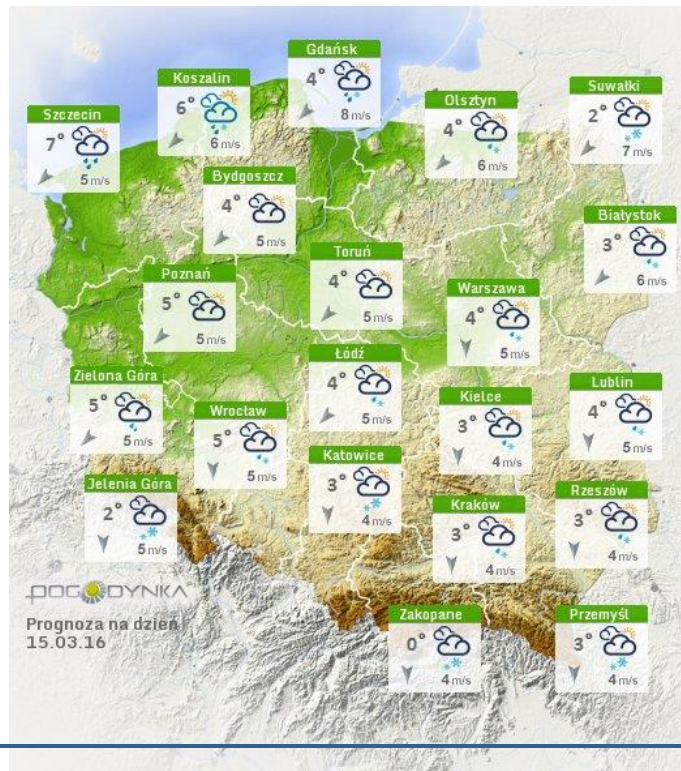 Gdańsk
4°
8 m/s
Koszalin
6°
6 m/s
Szczecin
7°
5 m/s
Olsztyn
4°
6 m/s
Suwałki
2°
7 m/s
Bydgoszcz
4°
5 m/s
Białystok
3°
6 m/s
Toruń
4°
5 m/s
Poznań
5°
5 m/s
Warszawa
4°
5 m/s
Łódź
4°
5 m/s
Zielona Góra
5°
5 m/s
Wrocław
5°
5 m/s
Kielce
3°
4 m/s
Lublin
4°
5 m/s
Katowice
3°
4 m/s
Jelenia Góra
2°
5 m/s
Kraków
3°
4 m/s
Rzeszów
3°
4 m/s
POGODYNKA
Prognoza na dzień
15.03.16
Zakopane
0°
4 m/s
Przemyśl
3°
4 m/s